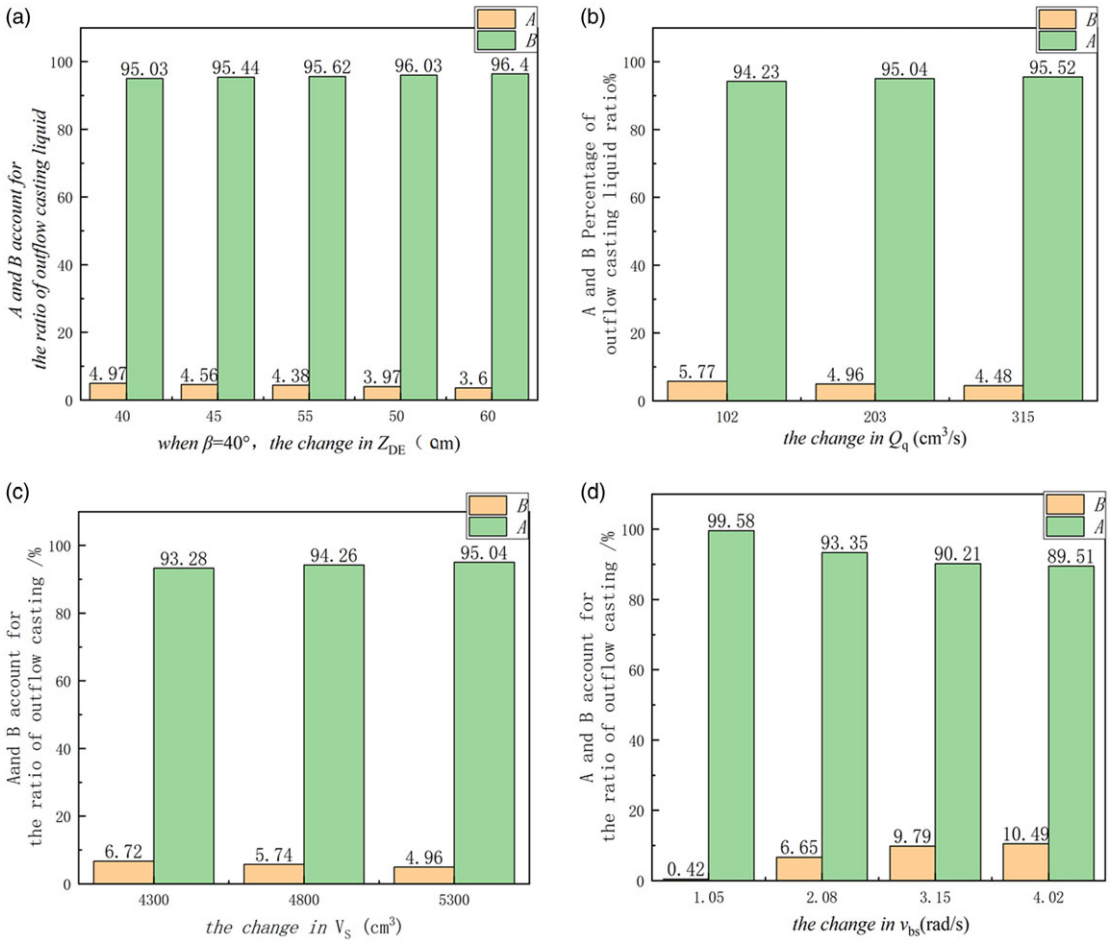 (a)
A
B
100
80
60
40
20
0
95.03
95.44
95.62
96.03
96.4
4.97
4.56
4.38
3.97
3.6
40
45
55
50
60
A and B account for
the ratio of outflow casting liquid
when β=40°, the change in Z_DE ( cm)
(b)
B
A
100
80
60
40
20
0
94.23
95.04
95.52
5.77
4.96
4.48
102
203
315
A and B Percentage of
outflow casting liquid ratio%
the change in Q_q (cm³/s)
(c)
B
A
100
80
60
40
20
0
93.28
94.26
95.04
6.72
5.74
4.96
4300
4800
5300
Aand B account for
the ratio of outflow casting /%
the change in V_S (cm³)
(d)
B
A
100
80
60
40
20
0
99.58
93.35
90.21
89.51
0.42
6.65
9.79
10.49
1.05
2.08
3.15
4.02
A and B account for
the ratio of outflow casting /%
the change in v_bs(rad/s)